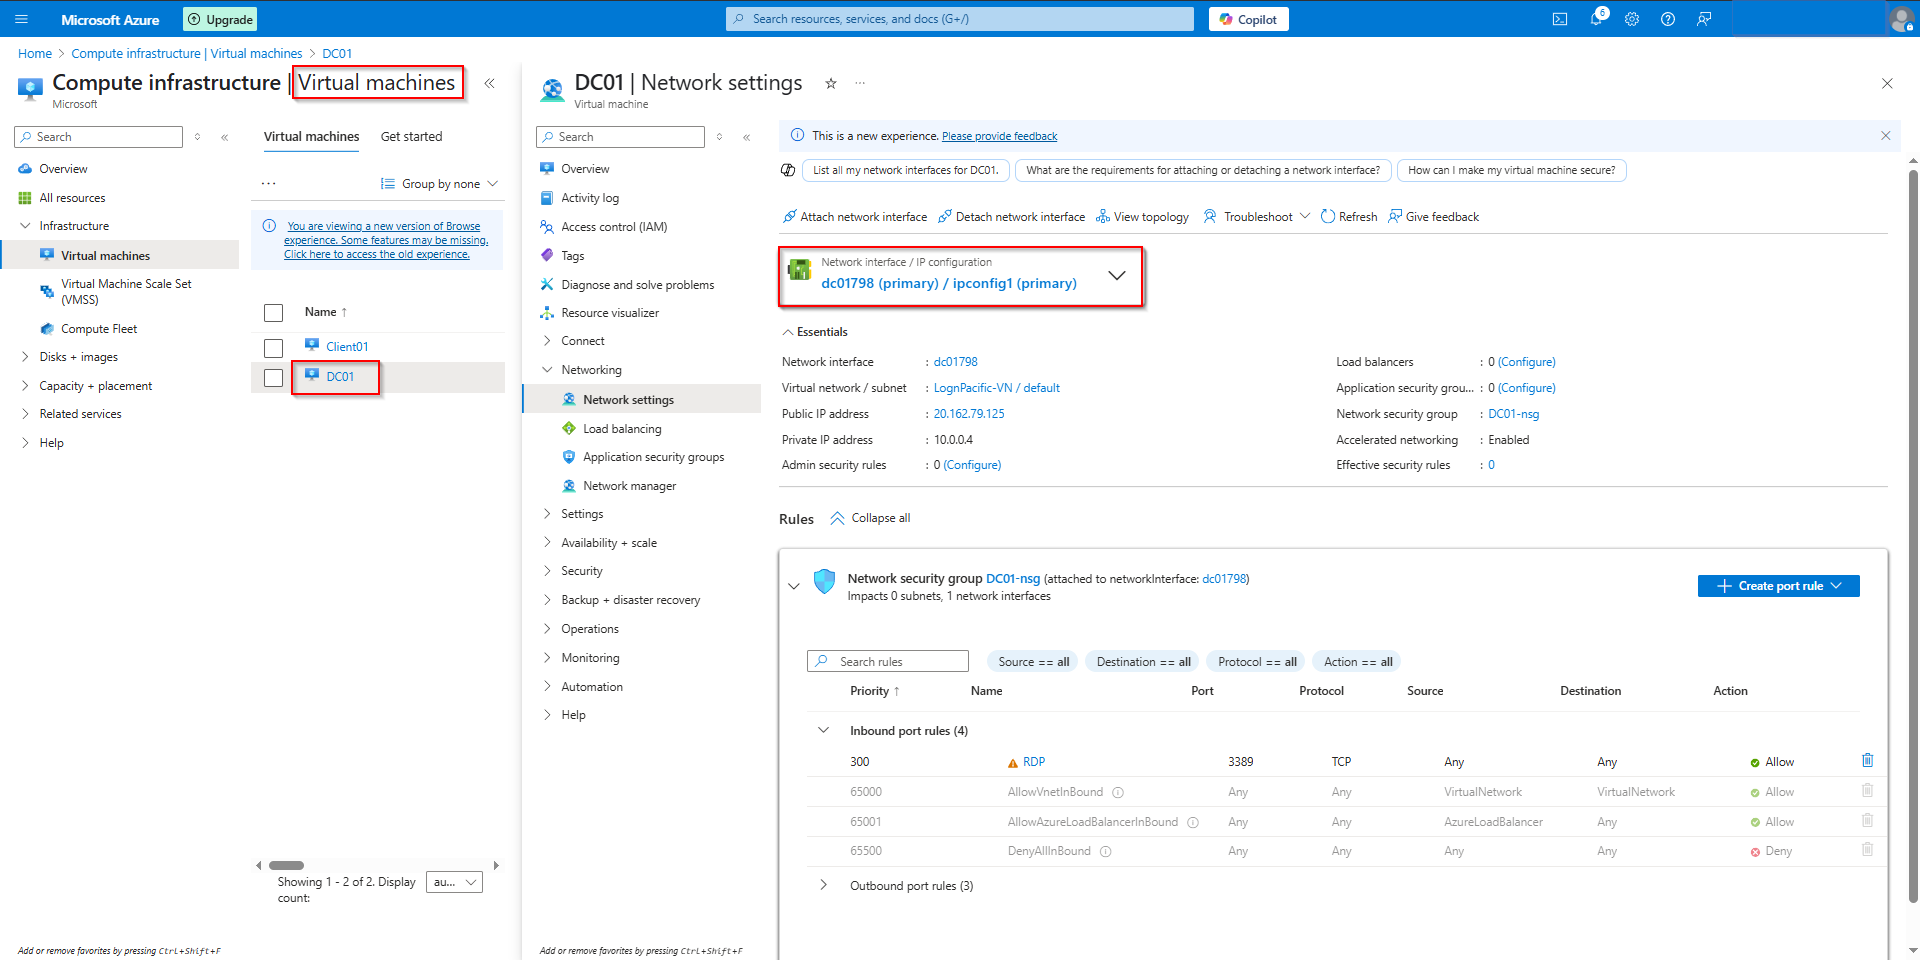 Microsoft Azure
Upgrade
Search resources, services, and docs (G+/)
Copilot
6
Home > Compute infrastructure | Virtual machines > DC01
Compute infrastructure | Virtual machines
Microsoft
Search
Overview
All resources
Infrastructure
Virtual machines
Virtual Machine Scale Set
(VMSS)
Compute Fleet
Disks + images
Capacity + placement
Related services
Help
Add or remove favorites by pressing Ctrl+Shift+F
Virtual machines
Get started
...
Group by none
You are viewing a new version of Browse
experience. Some features may be missing.
Click here to access the old experience.
Name ↑
Client01
DC01
Showing 1 - 2 of 2. Display
count:
au...
DC01 | Network settings
...
Virtual machine
Search
Overview
Activity log
Access control (IAM)
Tags
Diagnose and solve problems
Resource visualizer
Connect
Networking
Network settings
Load balancing
Application security groups
Network manager
Settings
Availability + scale
Security
Backup + disaster recovery
Operations
Monitoring
Automation
Help
Add or remove favorites by pressing Ctrl+Shift+F
This is a new experience. Please provide feedback
List all my network interfaces for DC01.
What are the requirements for attaching or detaching a network interface?
How can I make my virtual machine secure?
Attach network interface
Detach network interface
View topology
Troubleshoot
Refresh
Give feedback
Network interface / IP configuration
dc01798 (primary) / ipconfig1 (primary)
Essentials
Network interface : dc01798
Virtual network / subnet : LognPacific-VN / default
Public IP address : 20.162.79.125
Private IP address : 10.0.0.4
Admin security rules : 0 (Configure)
Load balancers : 0 (Configure)
Application security grou... : 0 (Configure)
Network security group : DC01-nsg
Accelerated networking : Enabled
Effective security rules : 0
Rules
Collapse all
Network security group DC01-nsg (attached to networkInterface: dc01798)
Impacts 0 subnets, 1 network interfaces
Create port rule
Search rules
Source == all
Destination == all
Protocol == all
Action == all
Priority ↑ Name Port Protocol Source Destination Action
Inbound port rules (4)
300 RDP 3389 TCP Any Any Allow
65000 AllowVnetInBound Any Any VirtualNetwork VirtualNetwork Allow
65001 AllowAzureLoadBalancerInBound Any Any AzureLoadBalancer Any Allow
65500 DenyAllInBound Any Any Any Any Deny
Outbound port rules (3)